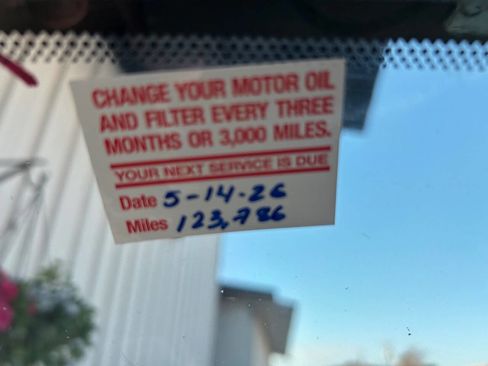 CHANGE YOUR MOTOR OIL
AND FILTER EVERY THREE
MONTHS OR 3,000 MILES.
YOUR NEXT SERVICE IS DUE
Date 5-14-26
Miles 123,786